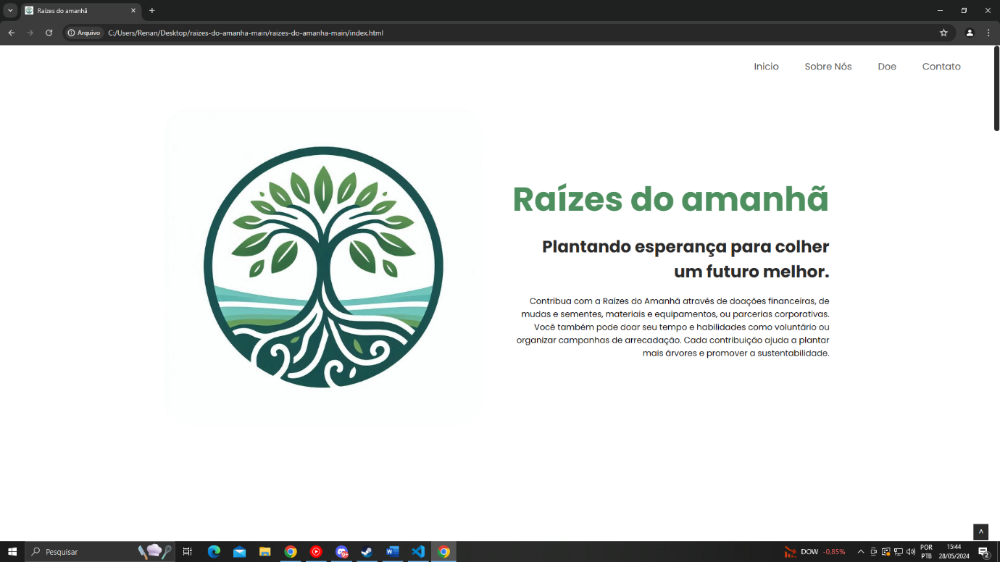 Raízes do amanhã
Arquivo
C:/Users/Renan/Desktop/raizes-do-amanha-main/raizes-do-amanha-main/index.html
Inicio
Sobre Nós
Doe
Contato
Raízes do amanhã
Plantando esperança para colher
um futuro melhor.
Contribua com a Raízes do Amanhã através de doações financeiras, de
mudas e sementes, materiais e equipamentos, ou parcerias corporativas.
Você também pode doar seu tempo e habilidades como voluntário ou
organizar campanhas de arrecadação. Cada contribuição ajuda a plantar
mais árvores e promover a sustentabilidade.
Pesquisar
DOW -0,85%
POR
PTB
15:44
28/05/2024
2